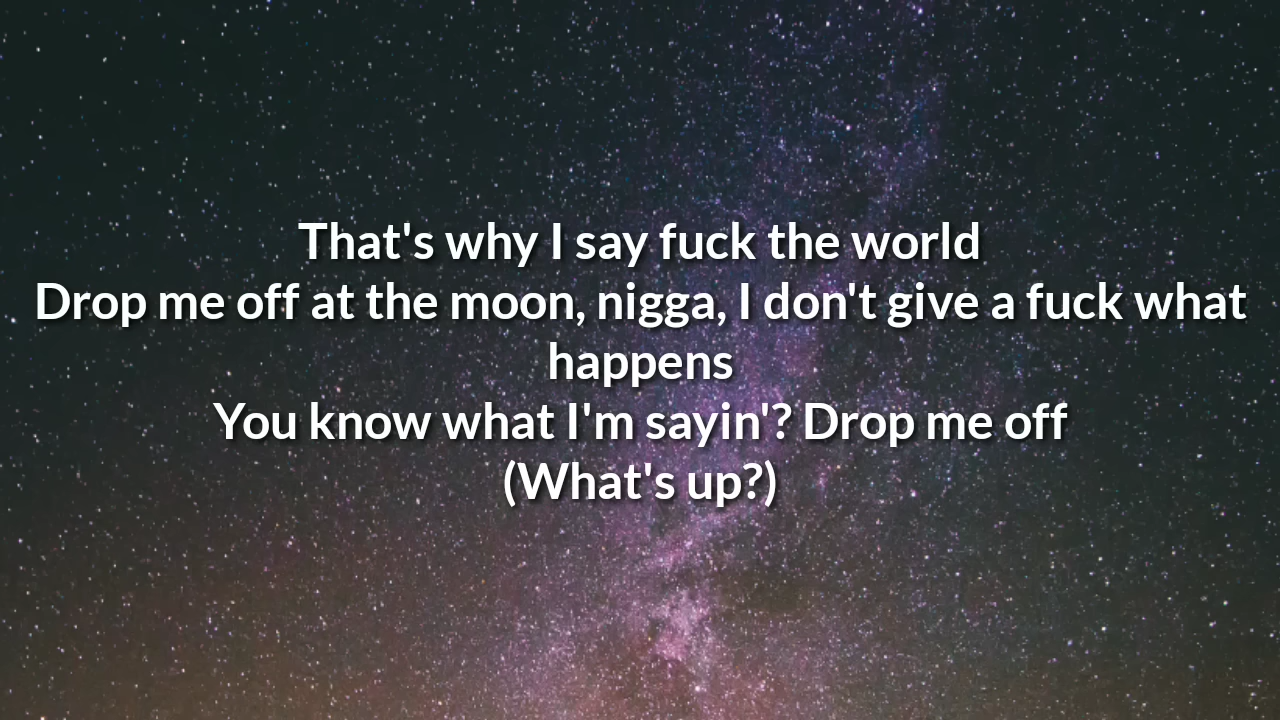 That's why I say fuck the world
Drop me off at the moon, nigga, I don't give a fuck what
happens
You know what I'm sayin'? Drop me off
(What's up?)